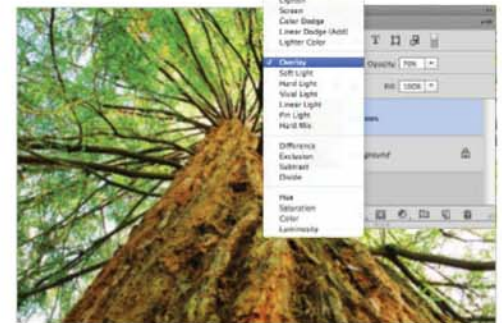 Lighten
Screen
Color Dodge
Linear Dodge (Add)
Lighter Color
T
✓ Overlay
Opacity: 70%
Soft Light
Hard Light
Fill: 100%
Vivid Light
Linear Light
Pin Light
Hard Mix
Difference
Exclusion
Subtract
Divide
Hue
Saturation
Color
Luminosity